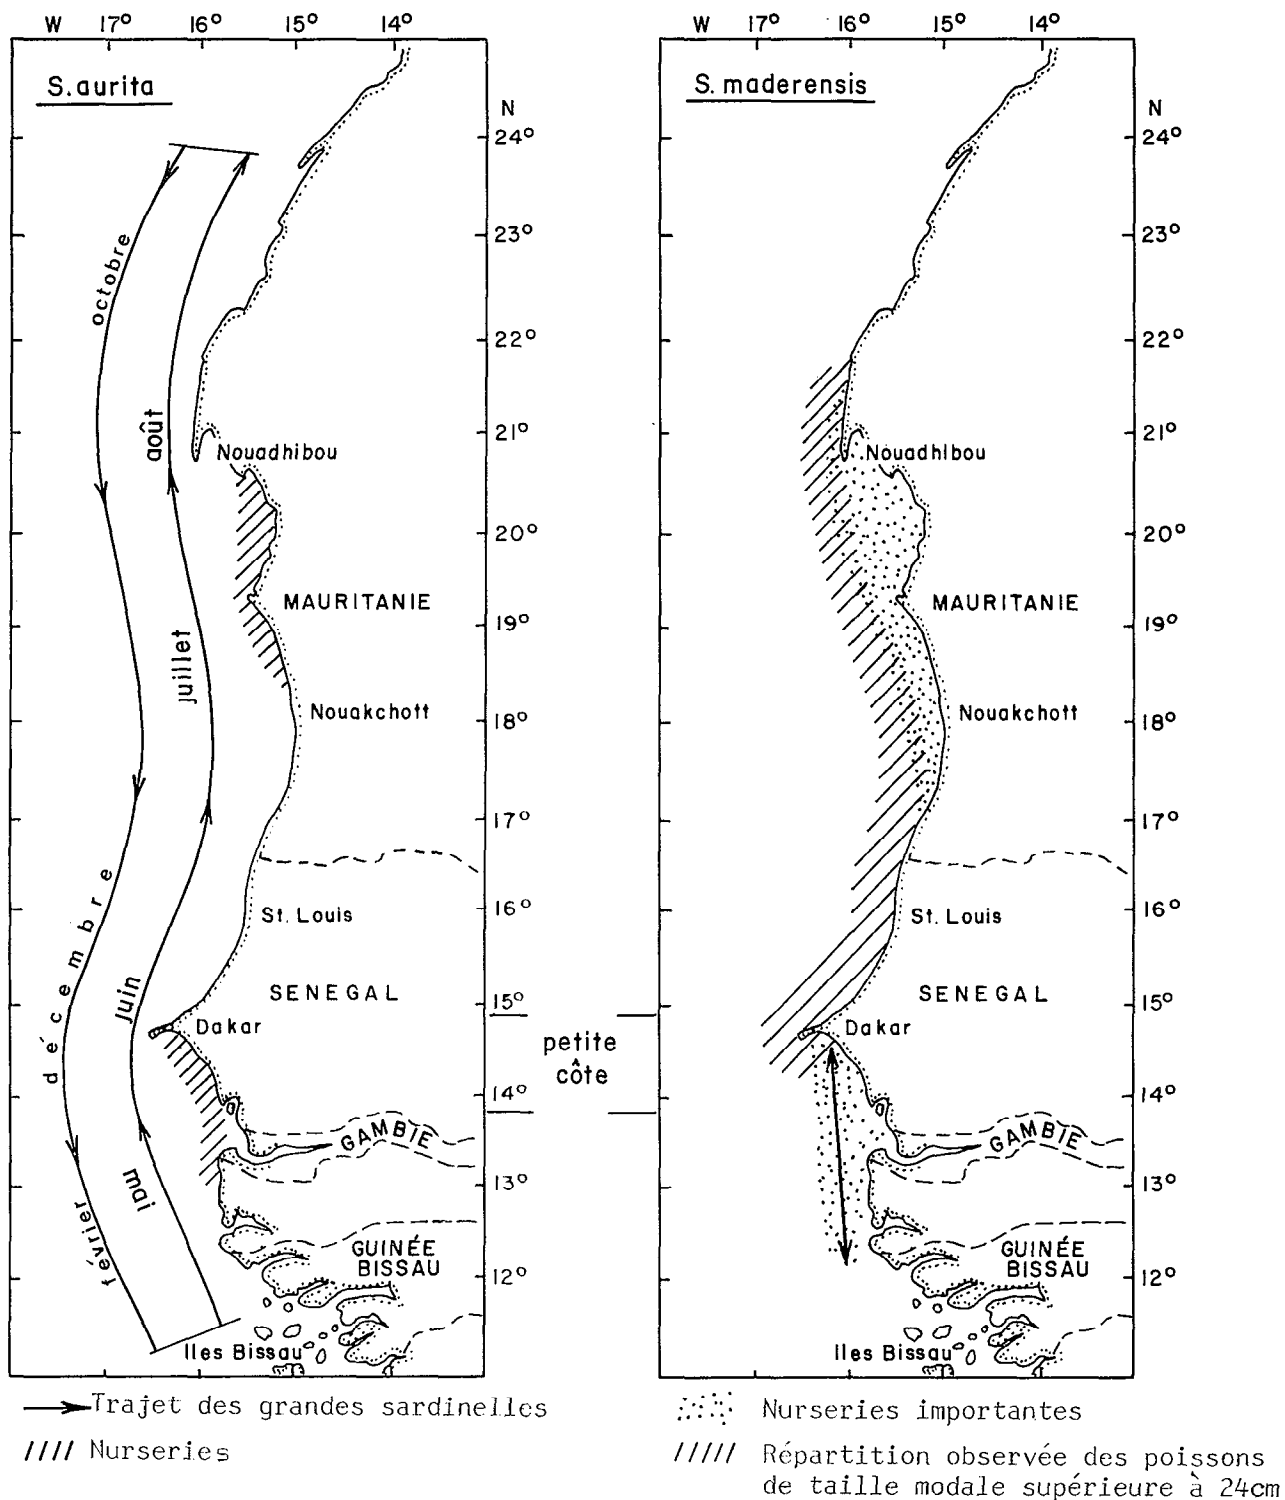 W 17° 16° 15° 14°
S. aurita
N
24°
23°
22°
21°
20°
19°
18°
17°
16°
15°
14°
13°
12°
octobre
août
juillet
décembre
juin
mai
février
Nouadhibou
MAURITANIE
Nouakchott
St. Louis
SENEGAL
Dakar
GAMBIE
GUINÉE
BISSAU
Iles Bissau
petite
côte
W 17° 16° 15° 14°
S. maderensis
N
24°
23°
22°
21°
20°
19°
18°
17°
16°
15°
14°
13°
12°
Nouadhibou
MAURITANIE
Nouakchott
St. Louis
SENEGAL
Dakar
GAMBIE
GUINÉE
BISSAU
Iles Bissau
Trajet des grandes sardinelles
Nurseries
Nurseries importantes
Répartition observée des poissons
de taille modale supérieure à 24cm